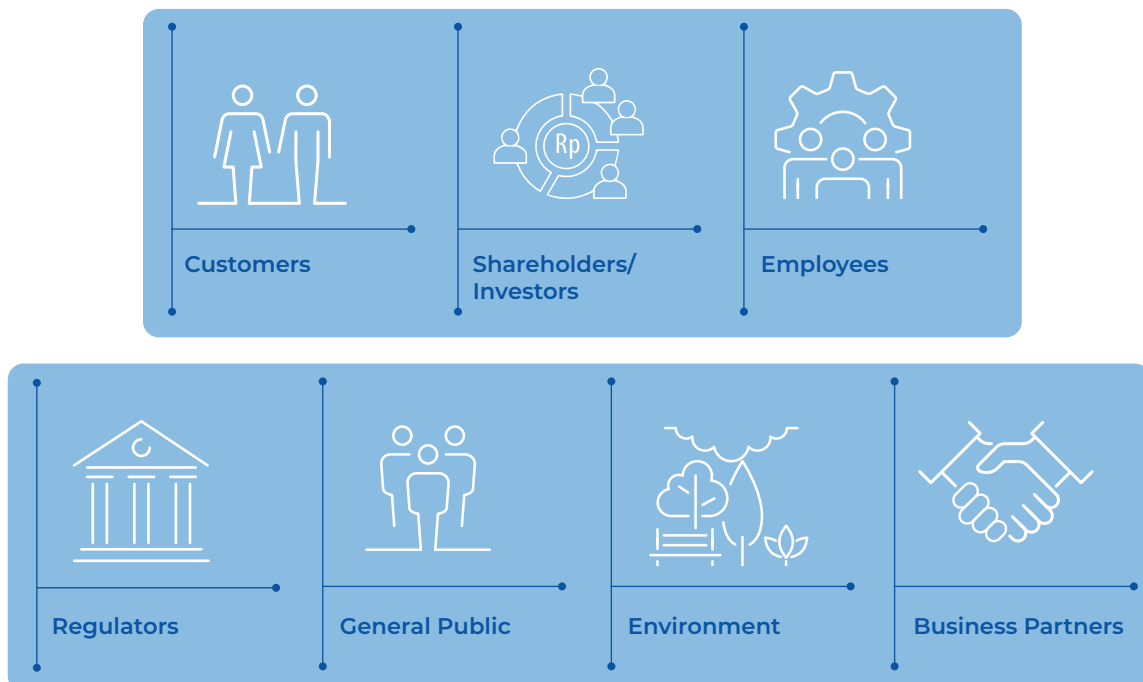 Rp
Customers
Shareholders/
Investors
Employees
Regulators
General Public
Environment
Business Partners